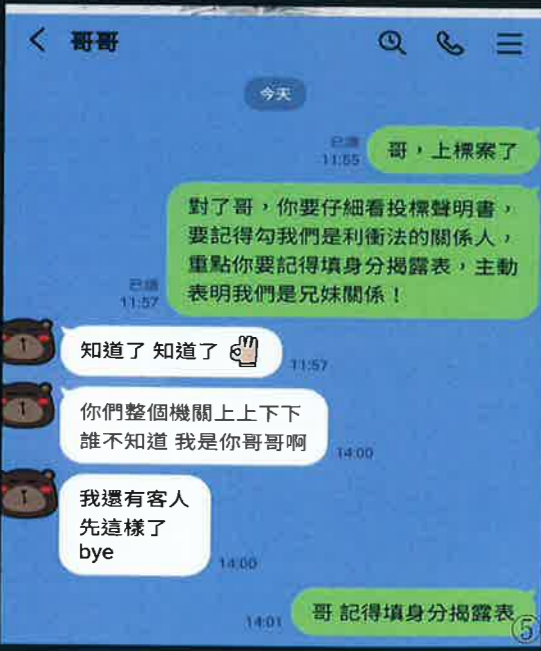 哥哥
今天
哥，上標案了
已讀
11:55
對了哥，你要仔細看投標聲明書，
要記得勾我們是利衝法的關係人，
重點你要記得填身分揭露表，主動
表明我們是兄妹關係！
已讀
11:57
知道了 知道了👌
11:57
你們整個機關上上下下
誰不知道 我是你哥哥啊
14:00
我還有客人
先這樣了
bye
14:00
哥 記得填身分揭露表
14:01
⑤